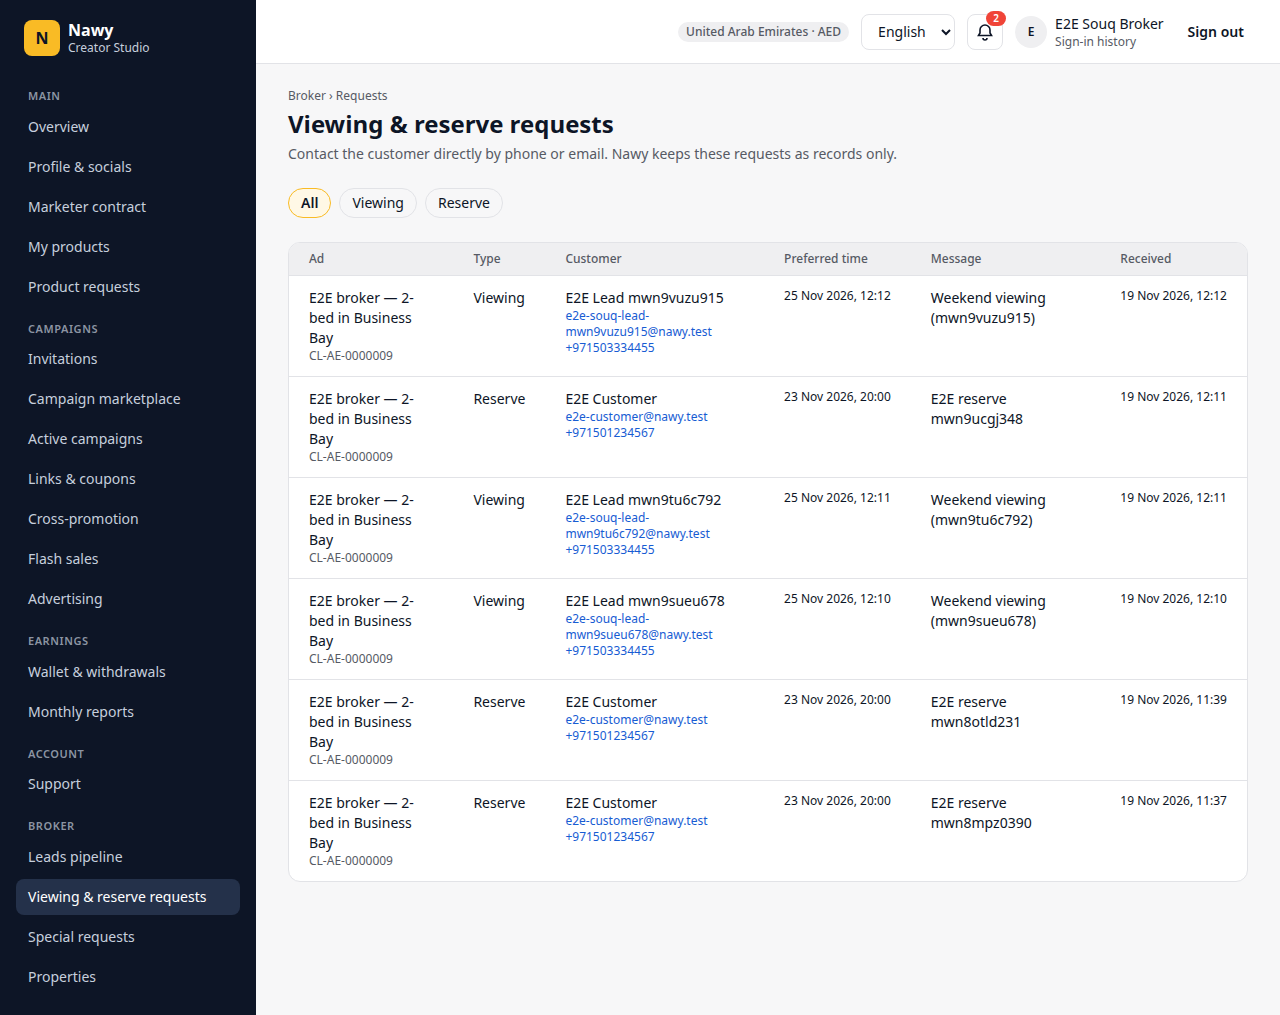 N
Nawy
Creator Studio
MAIN
Overview
Profile & socials
Marketer contract
My products
Product requests
CAMPAIGNS
Invitations
Campaign marketplace
Active campaigns
Links & coupons
Cross-promotion
Flash sales
Advertising
EARNINGS
Wallet & withdrawals
Monthly reports
ACCOUNT
Support
BROKER
Leads pipeline
Viewing & reserve requests
Special requests
Properties
United Arab Emirates · AED
English
2
E
E2E Souq Broker
Sign-in history
Sign out
Broker › Requests
Viewing & reserve requests
Contact the customer directly by phone or email. Nawy keeps these requests as records only.
All Viewing Reserve
Ad Type Customer Preferred time Message Received
E2E broker — 2-
bed in Business
Bay
CL-AE-0000009
Viewing
E2E Lead mwn9vuzu915
e2e-souq-lead-
mwn9vuzu915@nawy.test
+971503334455
25 Nov 2026, 12:12
Weekend viewing
(mwn9vuzu915)
19 Nov 2026, 12:12
E2E broker — 2-
bed in Business
Bay
CL-AE-0000009
Reserve
E2E Customer
e2e-customer@nawy.test
+971501234567
23 Nov 2026, 20:00
E2E reserve
mwn9ucgj348
19 Nov 2026, 12:11
E2E broker — 2-
bed in Business
Bay
CL-AE-0000009
Viewing
E2E Lead mwn9tu6c792
e2e-souq-lead-
mwn9tu6c792@nawy.test
+971503334455
25 Nov 2026, 12:11
Weekend viewing
(mwn9tu6c792)
19 Nov 2026, 12:11
E2E broker — 2-
bed in Business
Bay
CL-AE-0000009
Viewing
E2E Lead mwn9sueu678
e2e-souq-lead-
mwn9sueu678@nawy.test
+971503334455
25 Nov 2026, 12:10
Weekend viewing
(mwn9sueu678)
19 Nov 2026, 12:10
E2E broker — 2-
bed in Business
Bay
CL-AE-0000009
Reserve
E2E Customer
e2e-customer@nawy.test
+971501234567
23 Nov 2026, 20:00
E2E reserve
mwn8otld231
19 Nov 2026, 11:39
E2E broker — 2-
bed in Business
Bay
CL-AE-0000009
Reserve
E2E Customer
e2e-customer@nawy.test
+971501234567
23 Nov 2026, 20:00
E2E reserve
mwn8mpz0390
19 Nov 2026, 11:37